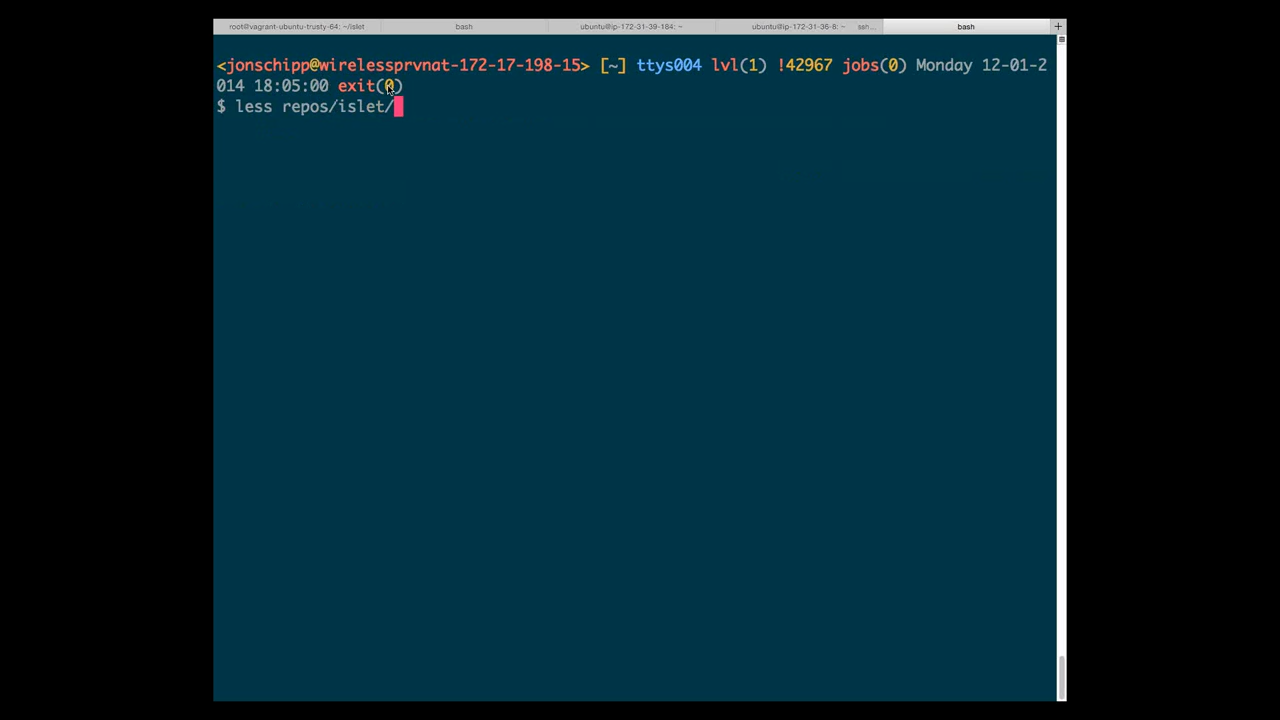 root@vagrant-ubuntu-trusty-64: ~/islet bash ubuntu@ip-172-31-39-184: ~ ubuntu@ip-172-31-36-8: ~ ssh... bash +
<jonschipp@wirelessprvnat-172-17-198-15> [~] ttys004 lvl(1) !42967 jobs(0) Monday 12-01-2
014 18:05:00 exit(0)
$ less repos/islet/